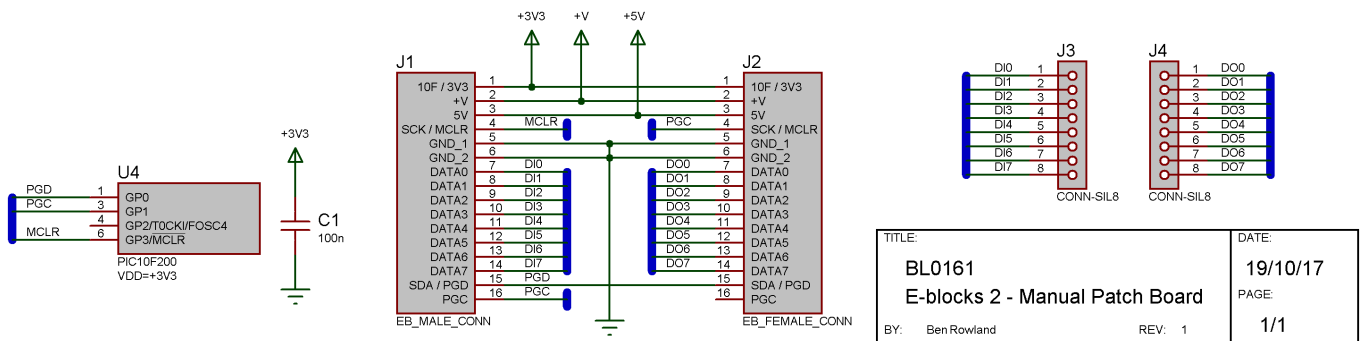 U4
PGD 1 GP0
PGC 3 GP1
4 GP2/T0CKI/FOSC4
MCLR 6 GP3/MCLR
PIC10F200
VDD=+3V3
+3V3
C1
100n
+3V3 +V +5V
J1
10F / 3V3 1
+V 2
5V 3
SCK / MCLR 4 MCLR
GND_1 5
GND_2 6
DATA0 7 DI0
DATA1 8 DI1
DATA2 9 DI2
DATA3 10 DI3
DATA4 11 DI4
DATA5 12 DI5
DATA6 13 DI6
DATA7 14 DI7
SDA / PGD 15 PGD
PGC 16 PGC
EB_MALE_CONN
J2
1 10F / 3V3
2 +V
3 5V
PGC 4 SCK / MCLR
5 GND_1
6 GND_2
DO0 7 DATA0
DO1 8 DATA1
DO2 9 DATA2
DO3 10 DATA3
DO4 11 DATA4
DO5 12 DATA5
DO6 13 DATA6
DO7 14 DATA7
15 SDA / PGD
16 PGC
EB_FEMALE_CONN
J3
DI0 1
DI1 2
DI2 3
DI3 4
DI4 5
DI5 6
DI6 7
DI7 8
CONN-SIL8
J4
1 DO0
2 DO1
3 DO2
4 DO3
5 DO4
6 DO5
7 DO6
8 DO7
CONN-SIL8
TITLE:
BL0161
E-blocks 2 - Manual Patch Board
BY: Ben Rowland REV: 1
DATE:
19/10/17
PAGE:
1/1